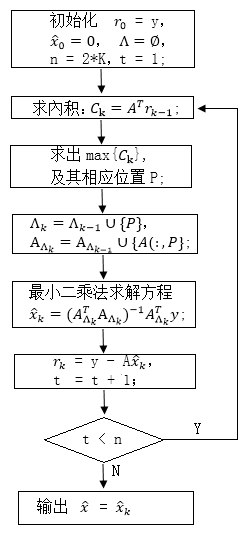 初始化 r₀ = y,
x̂₀=0, Λ=Ø,
n = 2*K, t = 1;
求內积: Cₖ=Aᵀrₖ₋₁;
求出 max{Cₖ},
及其相应位置 P;
Λₖ = Λₖ₋₁ ∪ {P},
A_Λₖ = A_Λₖ₋₁ ∪ {A(:,P};
最小二乘法求解方程
x̂ₖ=(A_Λₖᵀ A_Λₖ)⁻¹ A_Λₖᵀ y;
rₖ = y – Ax̂ₖ,
t = t + 1;
t < n
Y
N
输出 x̂ = x̂ₖ